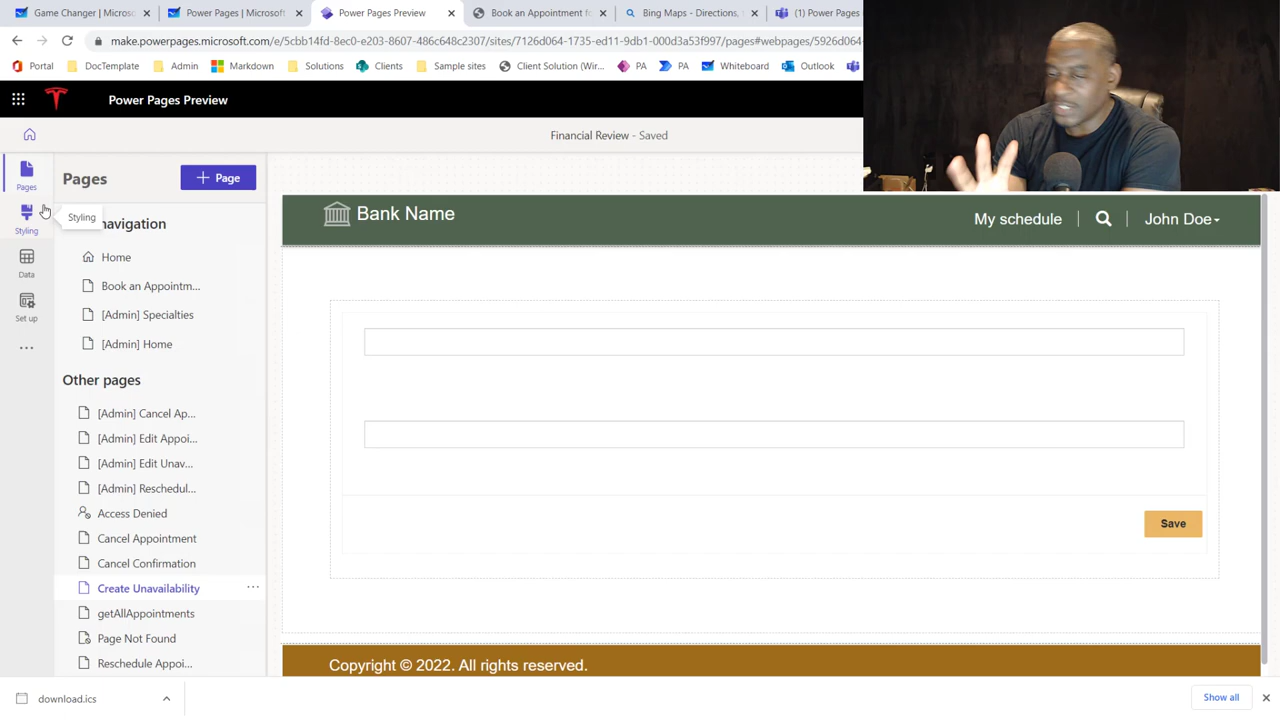 Game Changer | Micros
Power Pages | Microsoft
Power Pages Preview
Book an Appointment fo
Bing Maps - Directions,
(1) Power Pages
make.powerpages.microsoft.com/e/5cbb14fd-8ec0-e203-8607-486c648c2307/sites/7126d064-1735-ed11-9db1-000d3a53f997/pages#webpages/5926d064-
Portal
DocTemplate
Admin
Markdown
Solutions
Clients
Sample sites
Client Solution (Wr...
PA
PA
Whiteboard
Outlook
Power Pages Preview
Financial Review - Saved
Pages
Styling
Data
Set up
Pages
+ Page
Styling
navigation
Home
Book an Appointm...
[Admin] Specialties
[Admin] Home
Other pages
[Admin] Cancel Ap...
[Admin] Edit Appoi...
[Admin] Edit Unav...
[Admin] Reschedul...
Access Denied
Cancel Appointment
Cancel Confirmation
Create Unavailability
getAllAppointments
Page Not Found
Reschedule Appoi...
Bank Name
My schedule
John Doe
Save
Copyright © 2022. All rights reserved.
download.ics
Show all